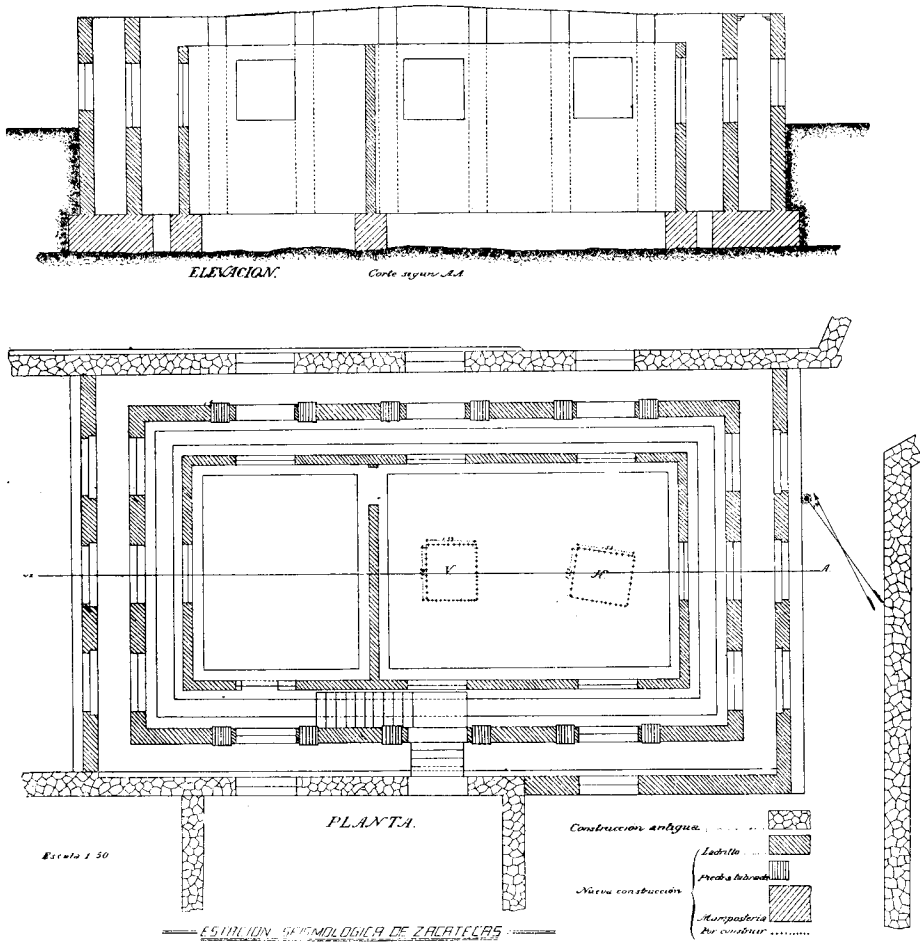 ELEVACION.
Corte segun AA
A
V
H
PLANTA.
Escala 1 50
Construcción antigua
Nueva construcción
Ladrillo
Piedra labrada
Mamposteria
Por construir
ESTACION SEISMOLOGICA DE ZACATECAS